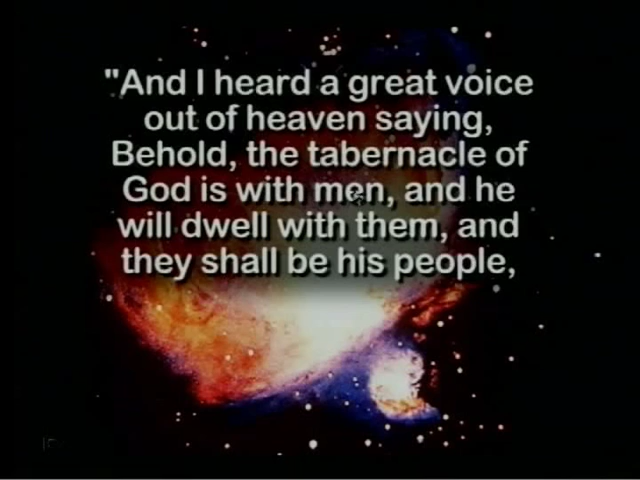 "And I heard a great voice
out of heaven saying,
Behold, the tabernacle of
God is with men, and he
will dwell with them, and
they shall be his people,